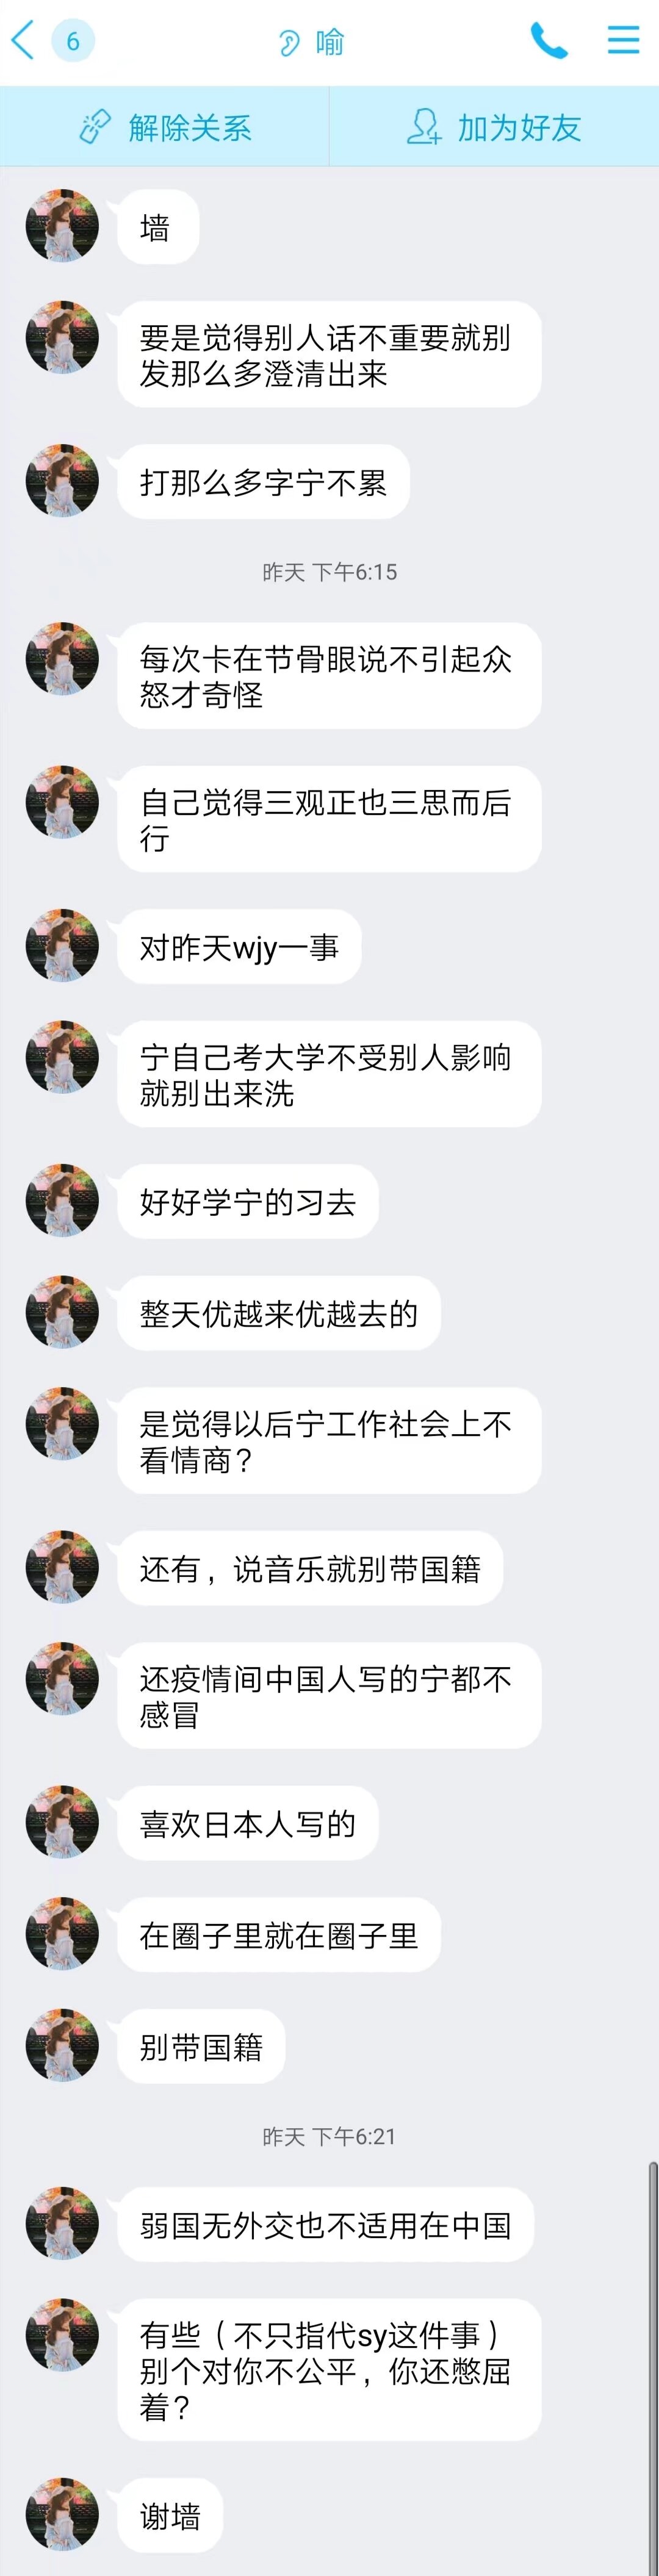 6
喻
解除关系
加为好友
墙
要是觉得别人话不重要就别
发那么多澄清出来
打那么多字宁不累
昨天 下午6:15
每次卡在节骨眼说不引起众
怒才奇怪
自己觉得三观正也三思而后
行
对昨天wjy一事
宁自己考大学不受别人影响
就别出来洗
好好学宁的习去
整天优越来优越去的
是觉得以后宁工作社会上不
看情商?
还有，说音乐就别带国籍
还疫情间中国人写的宁都不
感冒
喜欢日本人写的
在圈子里就在圈子里
别带国籍
昨天 下午6:21
弱国无外交也不适用在中国
有些（不只指代sy这件事）
别个对你不公平，你还憋屈
着?
谢墙